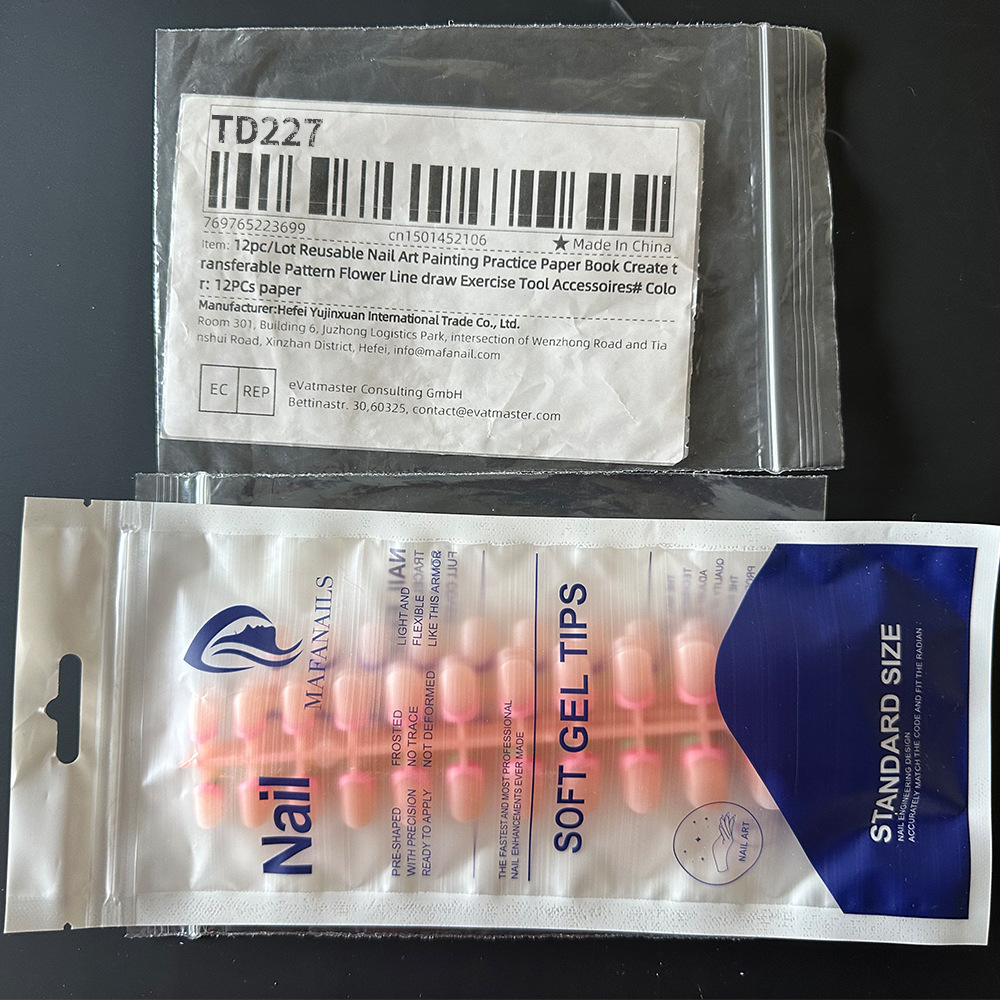 TD227
769765223699
cn1501452106
★ Made In China
Item: 12pc/Lot Reusable Nail Art Painting Practice Paper Book Create t
ransferable Pattern Flower Line draw Exercise Tool Accessoires# Colo
r: 12PCs paper
Manufacturer:Hefei Yujinxuan International Trade Co., Ltd.
Room 301, Building 6, Juzhong Logistics Park, intersection of Wenzhong Road and Tia
nshui Road, Xinzhan District, Hefei, info@mafanail.com
EC REP
eVatmaster Consulting GmbH
Bettinastr. 30,60325, contact@evatmaster.com
MAFANAILS
Nail
PRE-SHAPED
WITH PRECISION
READY TO APPLY
FROSTED
NO TRACE
NOT DEFORMED
LIGHT AND
FLEXIBLE
LIKE THIS ARMOR
THE FASTEST AND MOST PROFESSIONAL
NAIL ENHANCEMENTS EVER MADE
SOFT GEL TIPS
NAIL ART
STANDARD SIZE
NAIL ENGINEERING DESIGN
ACCURATELY MATCH THE CODE AND FIT THE RADIAN